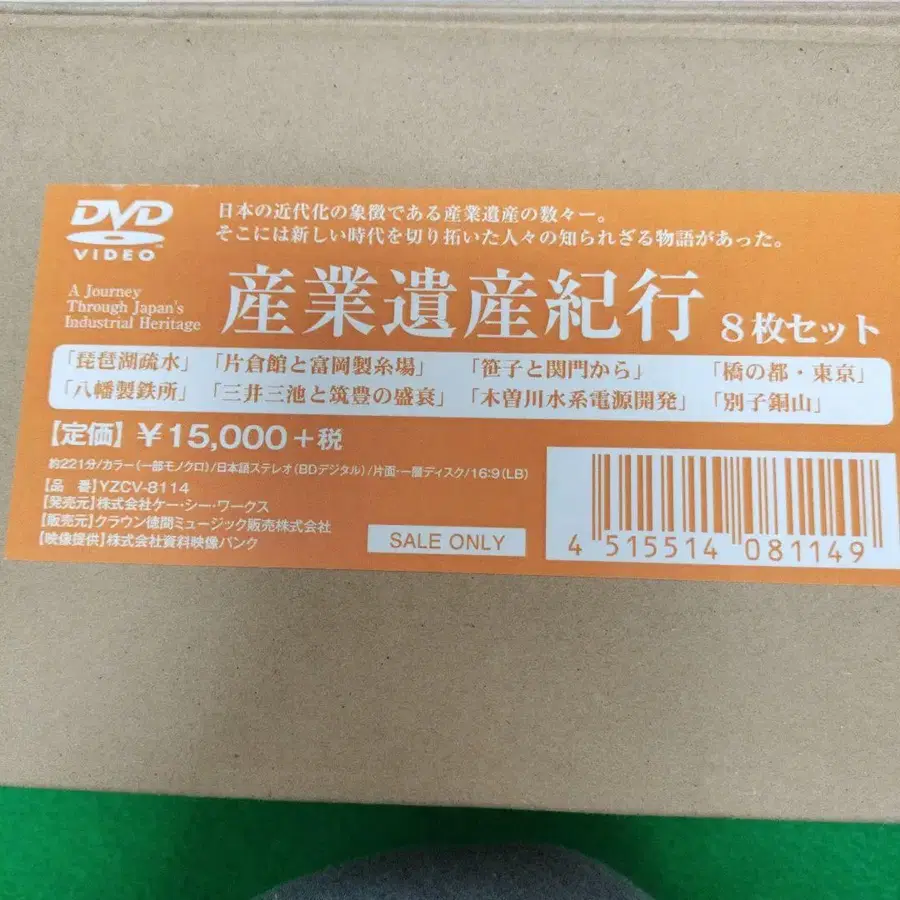 DVD
VIDEO™
日本の近代化の象徴である産業遺産の数々ー。
そこには新しい時代を切り拓いた人々の知られざる物語があった。
A Journey
Through Japan's
Industrial Heritage
産業遺産紀行 8枚セット
「琵琶湖疏水」「片倉館と富岡製糸場」「笹子と関門から」「橋の都・東京」
「八幡製鉄所」「三井三池と筑豊の盛衰」「木曽川水系電源開発」「別子銅山」
【定価】¥15,000+税
約221分/カラー(一部モノクロ)/日本語ステレオ(BDデジタル)/片面・一層ディスク/16:9(LB)
【品 番】YZCV-8114
【発売元】株式会社ケー・シー・ワークス
【販売元】クラウン徳間ミュージック販売株式会社
【映像提供】株式会社資料映像バンク
SALE ONLY
4 515514 081149